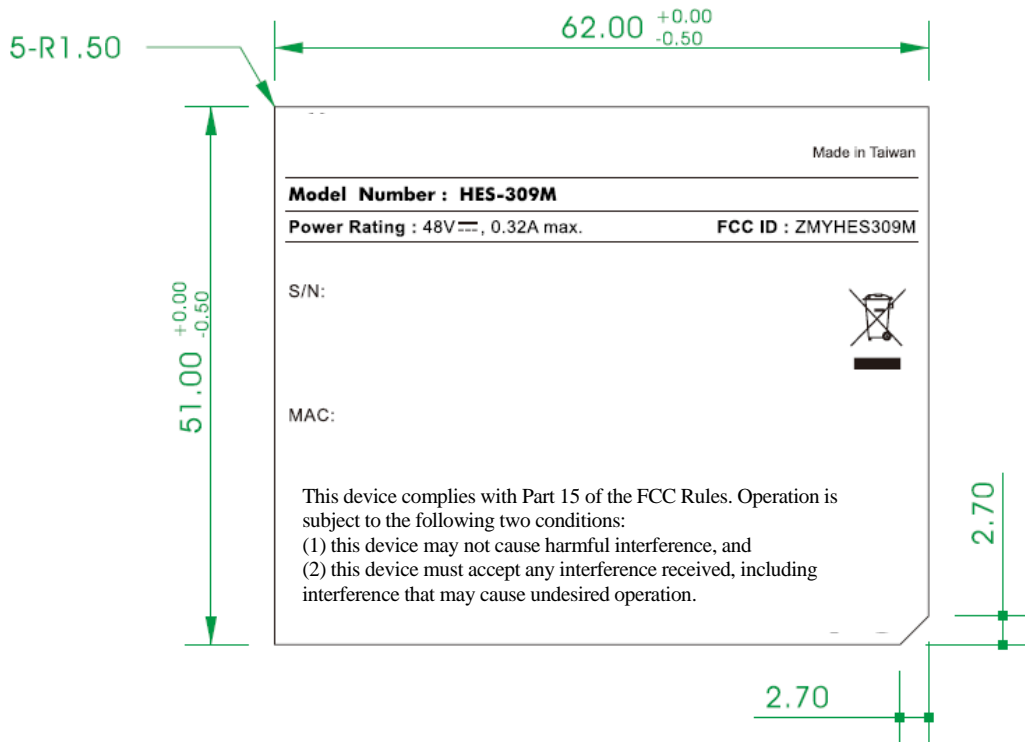 62.00 +0.00 -0.50
5-R1.50
Made in Taiwan
Model Number : HES-309M
Power Rating : 48V⎓, 0.32A max. FCC ID : ZMYHES309M
S/N:
51.00 +0.00 -0.50
MAC:
This device complies with Part 15 of the FCC Rules. Operation is
subject to the following two conditions:
(1) this device may not cause harmful interference, and
(2) this device must accept any interference received, including
interference that may cause undesired operation.
2.70
2.70